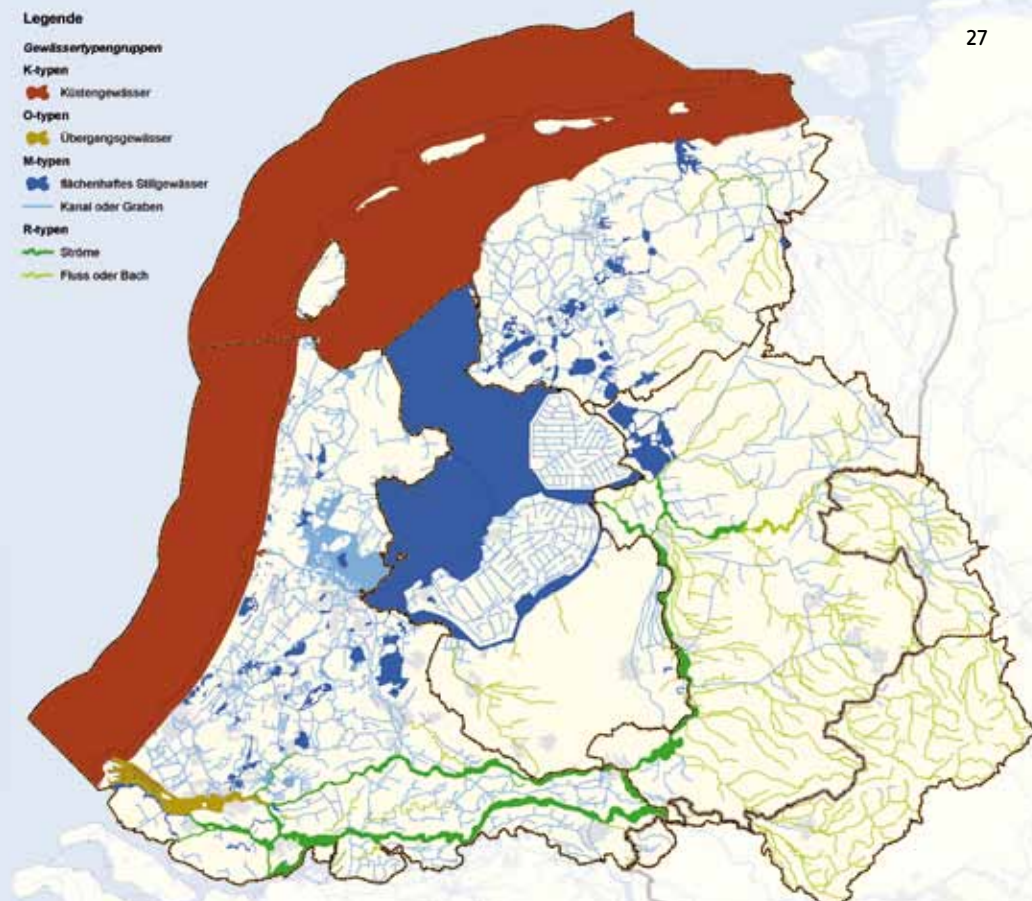 Legende
Gewässertypengruppen
K-typen
Küstengewässer
O-typen
Übergangsgewässer
M-typen
flächenhaftes Stillgewässer
Kanal oder Graben
R-typen
Ströme
Fluss oder Bach
27